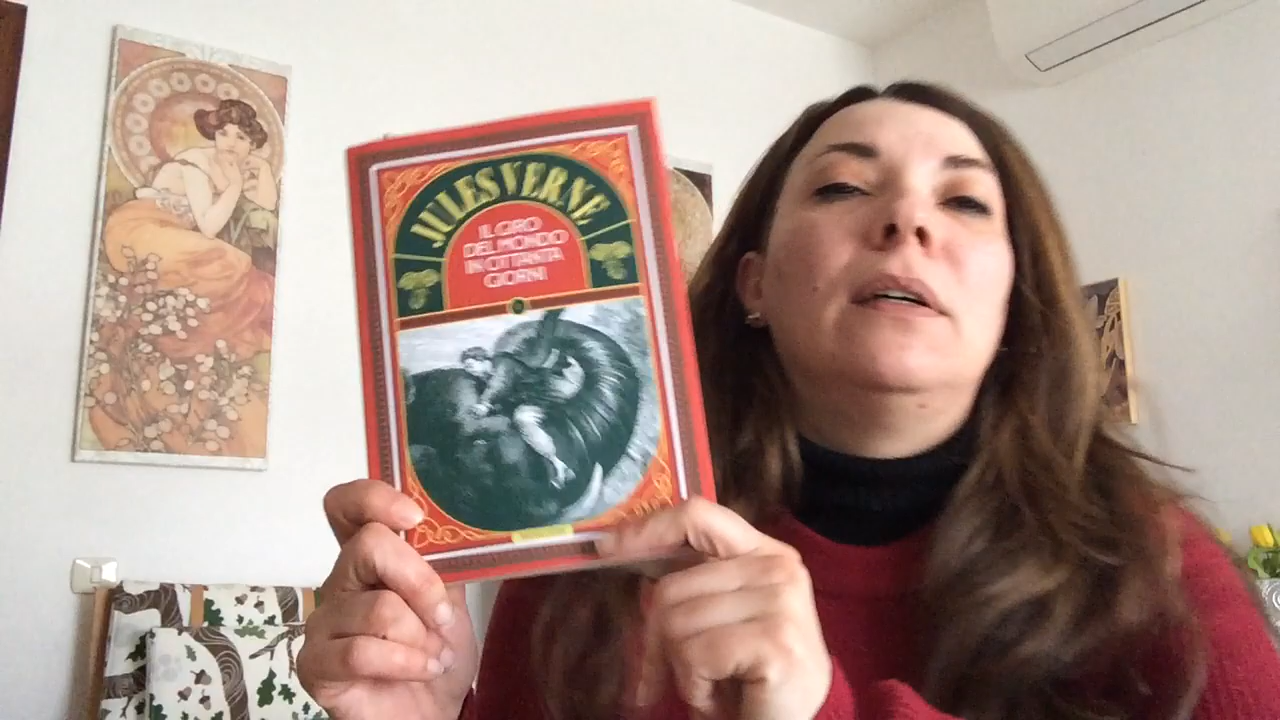 JULES VERNE
IL GIRO
DEL MONDO
IN OTTANTA
GIORNI